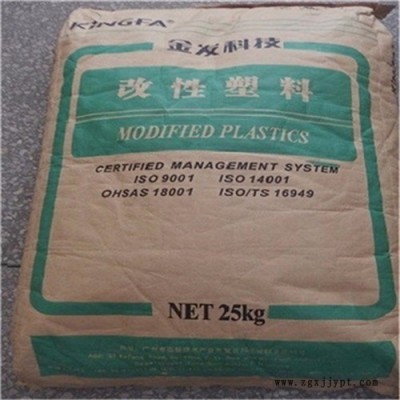 KINGFA
金发科技
改性塑料
MODIFIED PLASTICS
CERTIFIED MANAGEMENT SYSTEM
ISO 9001 ISO 14001
OHSAS 18001 ISO/TS 16949
NET 25kg
www.zgxjjypt.com